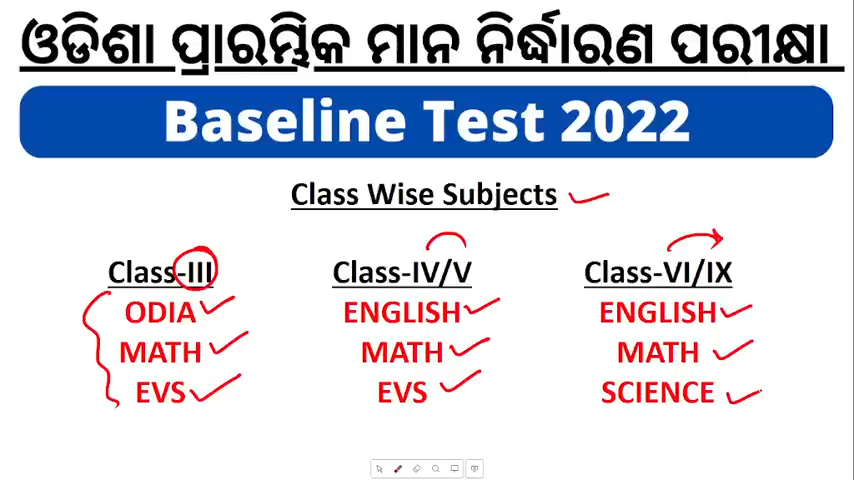 ଓଡିଶା ପ୍ରାରମ୍ଭିକ ମାନ ନିର୍ଦ୍ଧାରଣ ପରୀକ୍ଷା
Baseline Test 2022
Class Wise Subjects
Class-III
ODIA
MATH
EVS
Class-IV/V
ENGLISH
MATH
EVS
Class-VI/IX
ENGLISH
MATH
SCIENCE